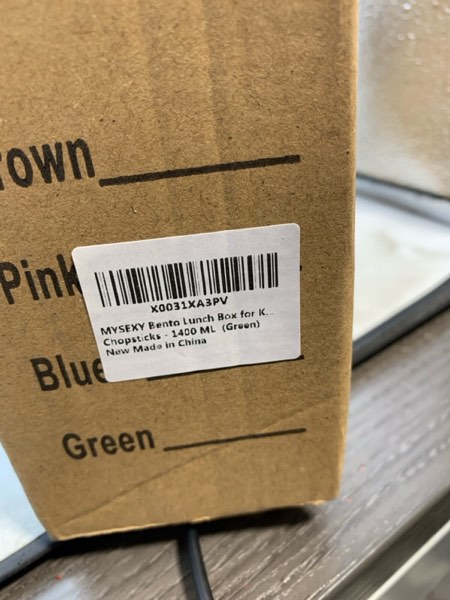 rown
Pink
X0031XA3PV
MYSEXY Bento Lunch Box for K...
Chopsticks - 1400 ML (Green)
New Made in China
Blue
Green